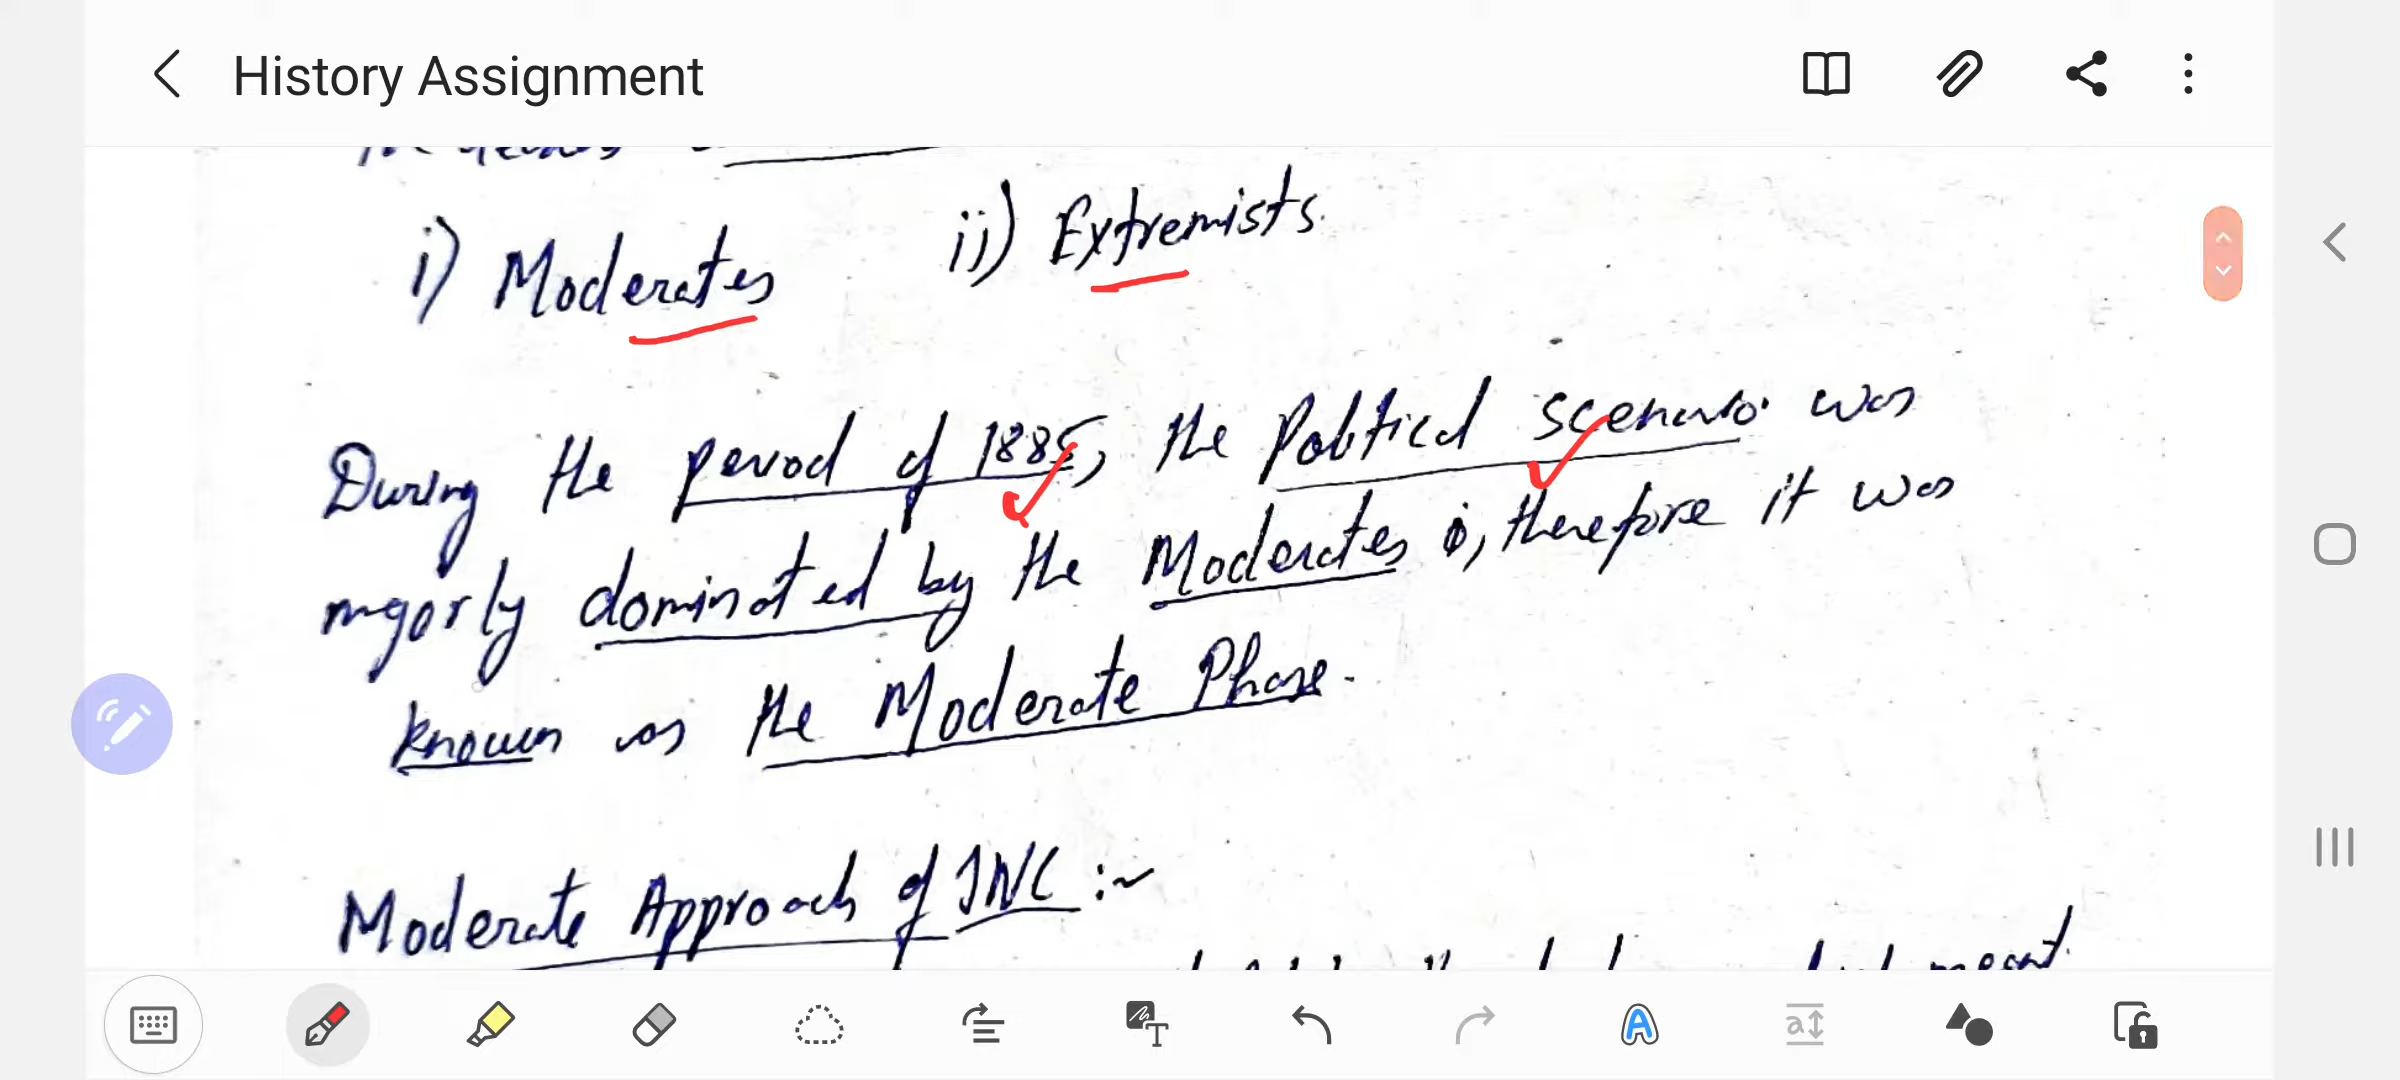 History Assignment
i) Moderates ii) Extremists.
During the period of 1885, the Political scenario was
majorly dominated by the Moderates, therefore it was
known as the Moderate Phase.
Moderate Approach of INC :~
meant.